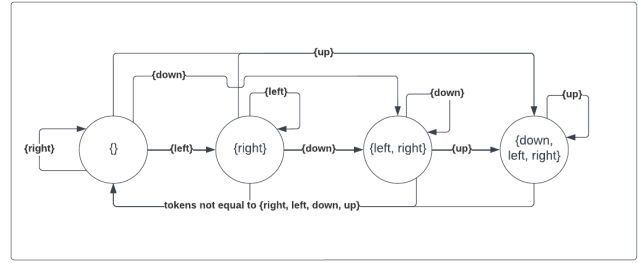 {up}
{down}
{left}
{down}
{up}
{right}
{}
{left}
{right}
{down}
{left, right}
{up}
{down,
left, right}
tokens not equal to {right, left, down, up}